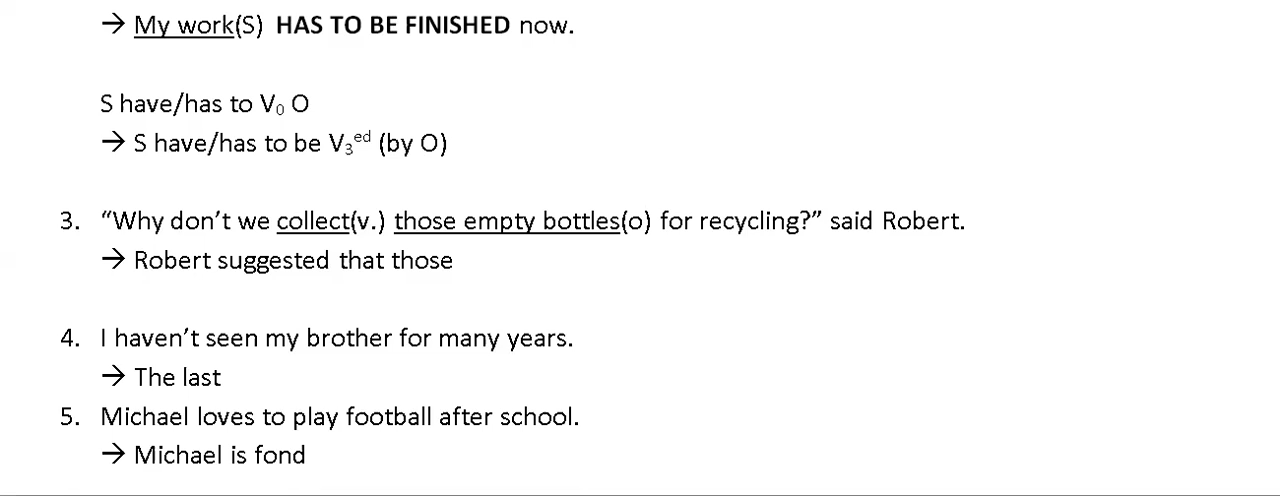 → My work(S) HAS TO BE FINISHED now.
S have/has to V₀ O
→ S have/has to be V₃ᵉᵈ (by O)
3. “Why don’t we collect(v.) those empty bottles(o) for recycling?” said Robert.
→ Robert suggested that those
4. I haven’t seen my brother for many years.
→ The last
5. Michael loves to play football after school.
→ Michael is fond